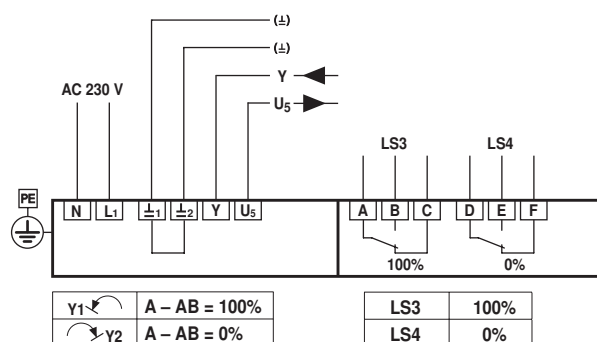 (⏊)
(⏊)
Y
U5
AC 230 V
LS3 LS4
PE
N L1 ⏊1 ⏊2 Y U5 A B C D E F
100% 0%
Y1 A – AB = 100% LS3 100%
Y2 A – AB = 0% LS4 0%